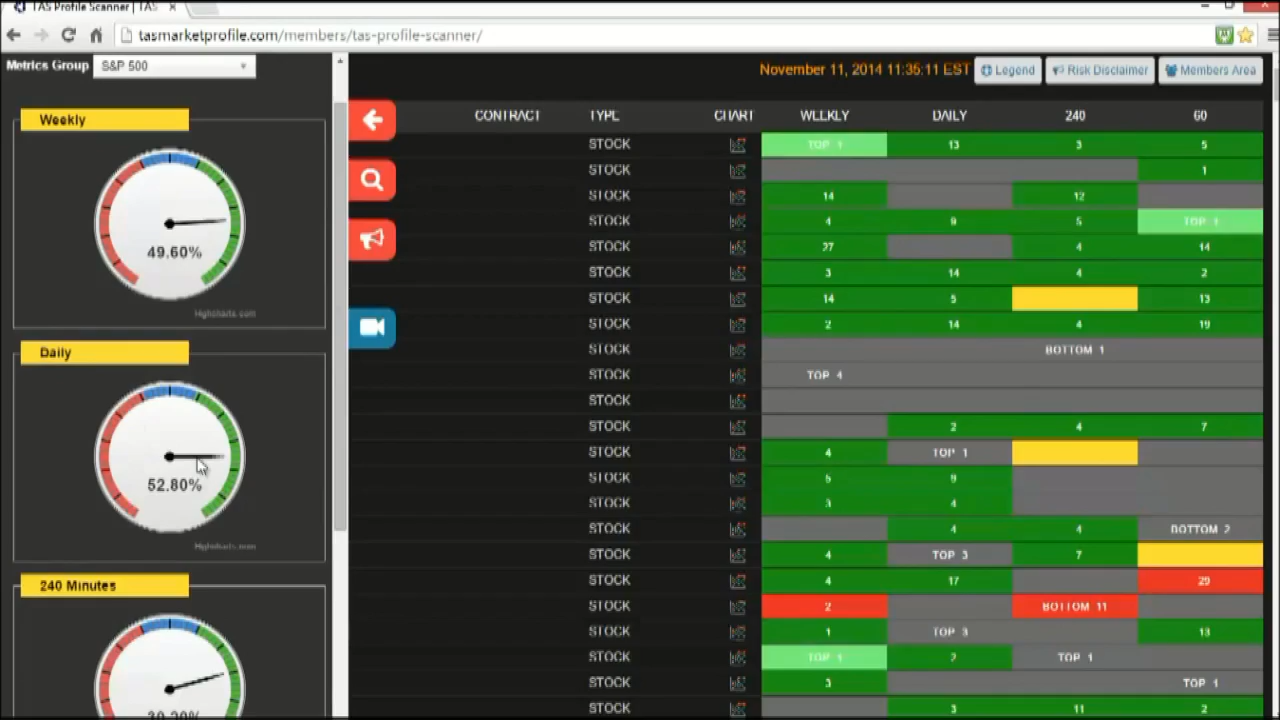 TAS Profile Scanner | TAS
tasmarketprofile.com/members/tas-profile-scanner/
Metrics Group S&P 500
November 11, 2014 11:35:11 EST Legend Risk Disclaimer Members Area
Weekly
49.60%
Highcharts.com
Daily
52.80%
Highcharts.com
240 Minutes
CONTRACT TYPE CHART WEEKLY DAILY 240 60
STOCK TOP 1 13 3 5
STOCK 1
STOCK 14 12
STOCK 4 9 5 TOP 1
STOCK 27 4 14
STOCK 3 14 4 2
STOCK 14 5 13
STOCK 2 14 4 19
STOCK BOTTOM 1
STOCK TOP 4
STOCK
STOCK 2 4 7
STOCK 4 TOP 1
STOCK 5
STOCK 3 4
STOCK 4 4 BOTTOM 2
STOCK 4 TOP 3 7
STOCK 4 17 29
STOCK 2 BOTTOM 11
STOCK 1 TOP 3 13
STOCK TOP 1 2 TOP 1
STOCK 3 TOP 1
STOCK 3 11 2